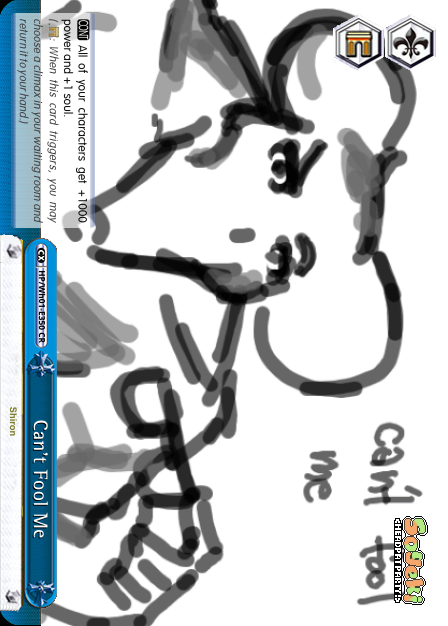 CONT All of your characters get +1000
power and +1 soul.
( : When this card triggers, you may
choose a climax in your waiting room and
return it to your hand.)
CX HP/WH01-E350 CR
Can't Fool Me
Shiron
can't fool
me
HEADPATPARTY!!